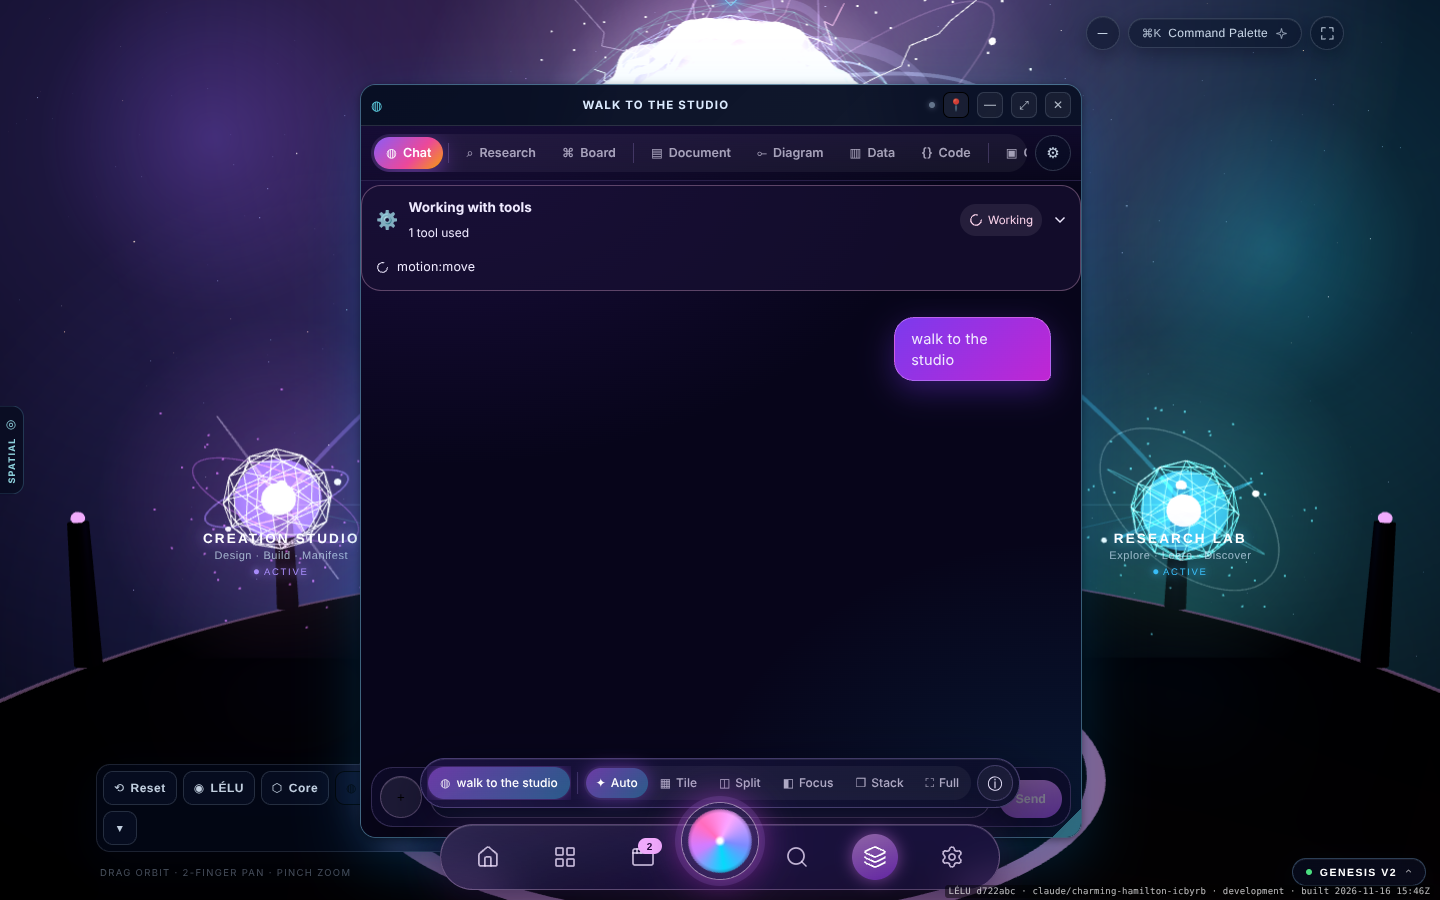 ⌘K Command Palette
WALK TO THE STUDIO
Chat
Research
⌘ Board
Document
Diagram
Data
{} Code
Working with tools
1 tool used
Working
motion:move
walk to the
studio
SPATIAL
CREATION STUDIO
Design · Build · Manifest
ACTIVE
RESEARCH LAB
Explore · Learn · Discover
ACTIVE
Reset
LÉLU
Core
walk to the studio
Auto
Tile
Split
Focus
Stack
Full
Send
2
DRAG ORBIT · 2-FINGER PAN · PINCH ZOOM
GENESIS V2
LÉLU d722abc · claude/charming-hamilton-icbyrb · development · built 2026-11-16 15:46Z